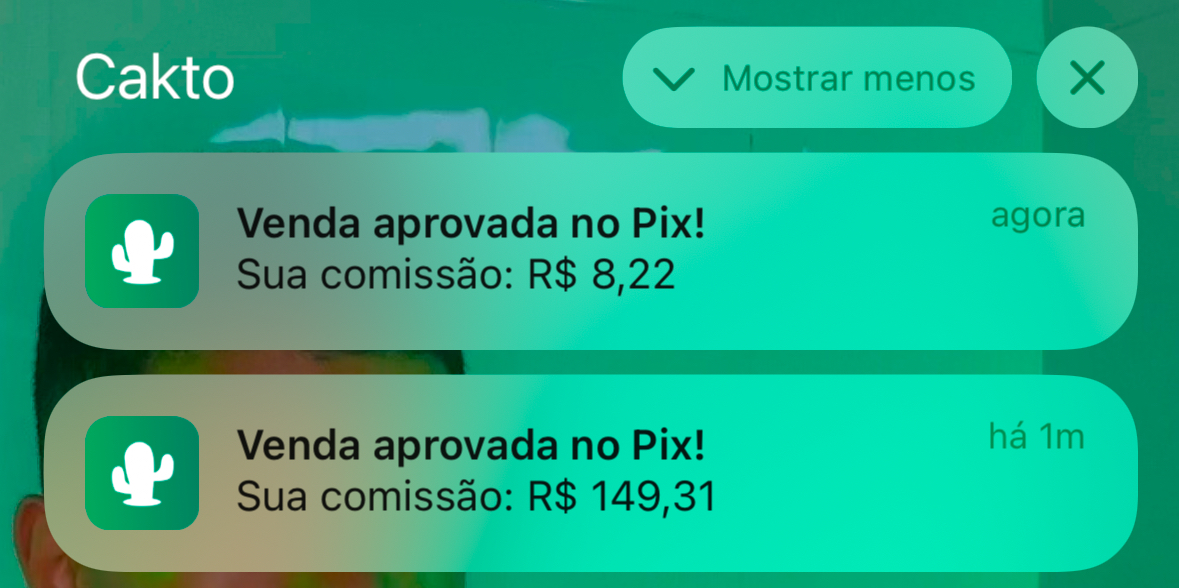 Cakto
Mostrar menos
Venda aprovada no Pix!
agora
Sua comissão: R$ 8,22
Venda aprovada no Pix!
há 1m
Sua comissão: R$ 149,31